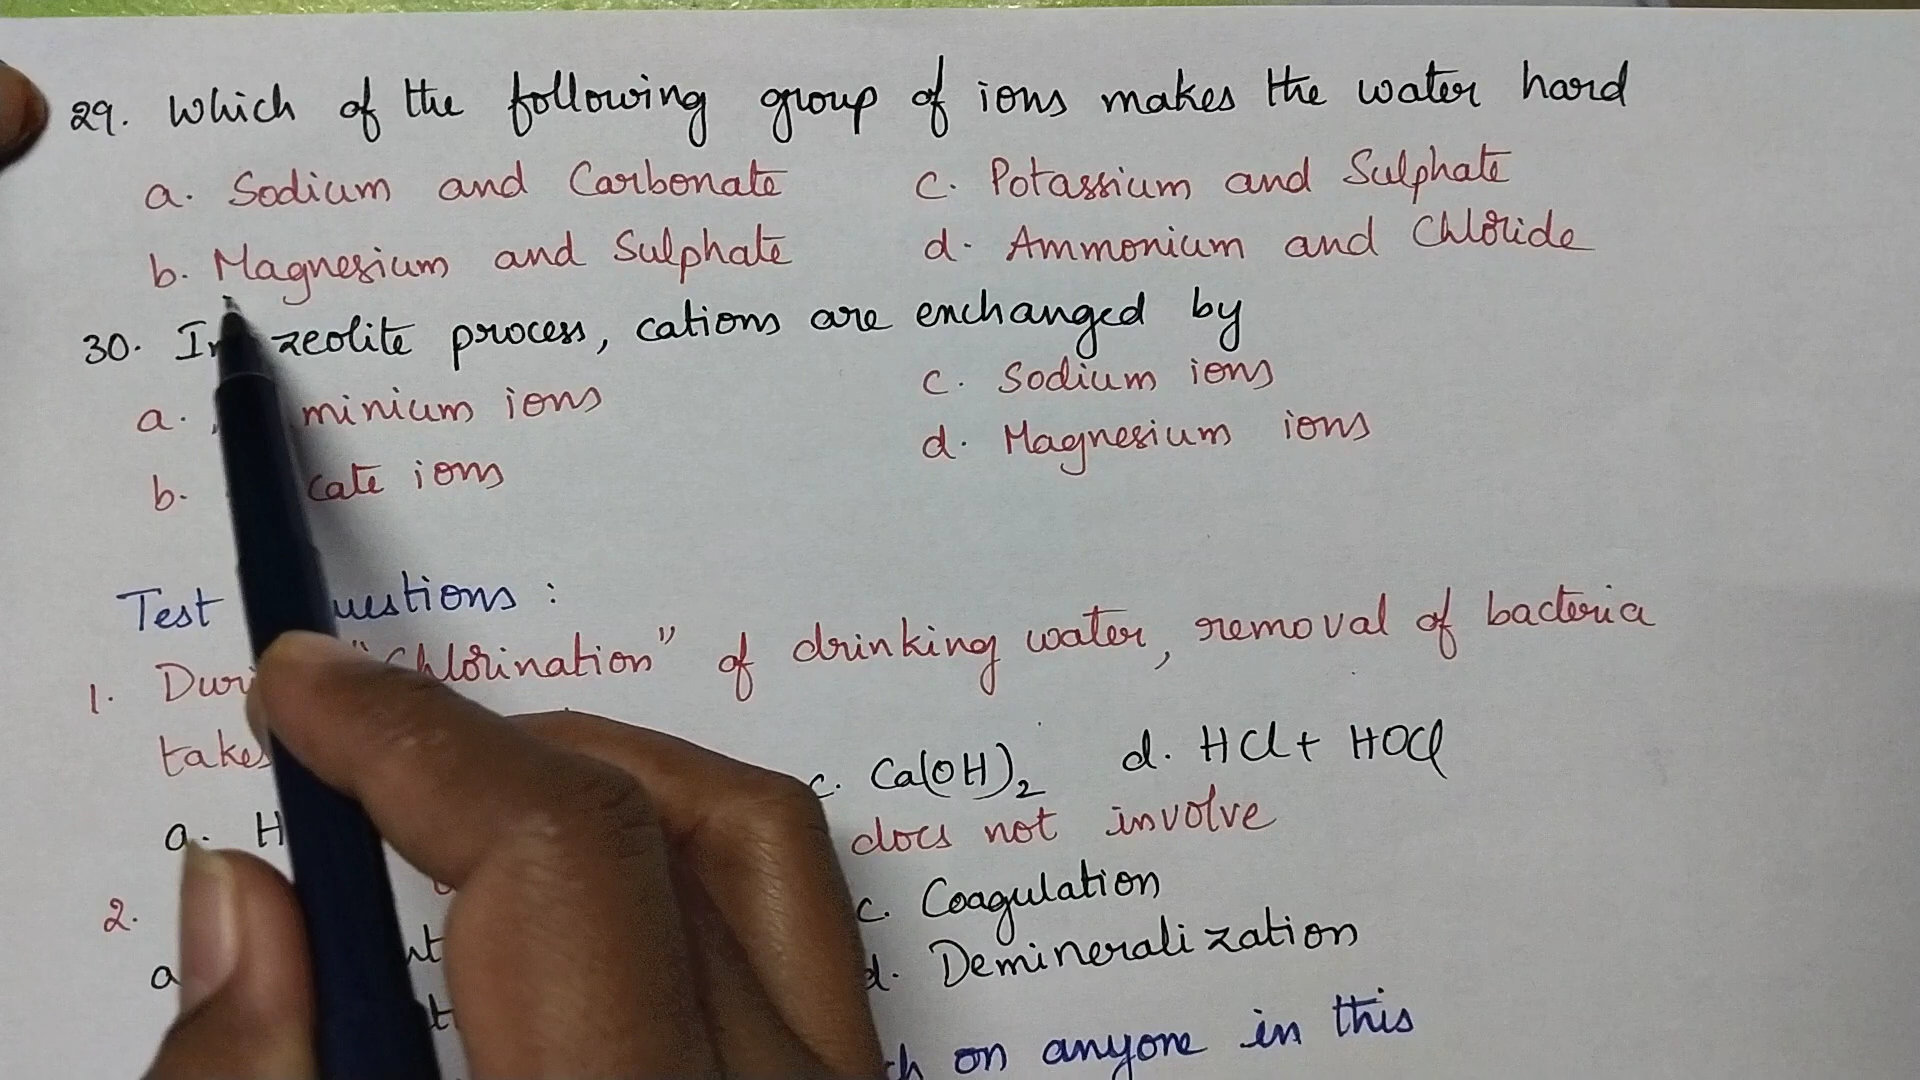 29. Which of the following group of ions makes the water hard
a. Sodium and Carbonate c. Potassium and Sulphate
b. Magnesium and Sulphate d. Ammonium and Chloride
30. In zeolite process, cations are enchanged by
a. minium ions c. Sodium ions
b. cate ions d. Magnesium ions
Test uestions :
1. Duri "Chlorination" of drinking water, removal of bacteria
takes
a. H c. Ca(OH)2 d. HCl + HOCl
2. does not involve
a c. Coagulation
d. Demineralization
on anyone in this